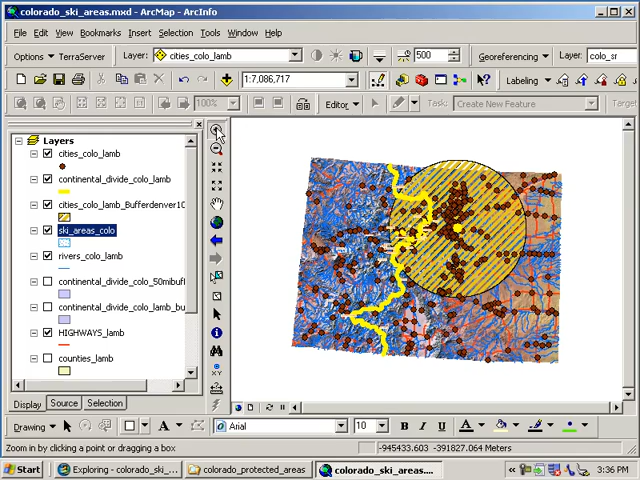 colorado_ski_areas.mxd - ArcMap - ArcInfo
File Edit View Bookmarks Insert Selection Tools Window Help
Options TerraServer Layer: cities_colo_lamb 500 Georeferencing Layer: colo_sr
1:7,086,717 Labeling
100% Editor Task: Create New Feature
Layers
cities_colo_lamb
continental_divide_colo_lamb
cities_colo_lamb_Bufferdenver10
ski_areas_colo
rivers_colo_lamb
continental_divide_colo_50mibuff
continental_divide_colo_lamb_bu
HIGHWAYS_lamb
counties_lamb
Display Source Selection
Drawing A Arial 10 B I U A
Zoom in by clicking a point or dragging a box -945433.603 -391827.064 Meters
Start Exploring - colorado_ski_... colorado_protected_areas colorado_ski_areas.... 3:36 PM